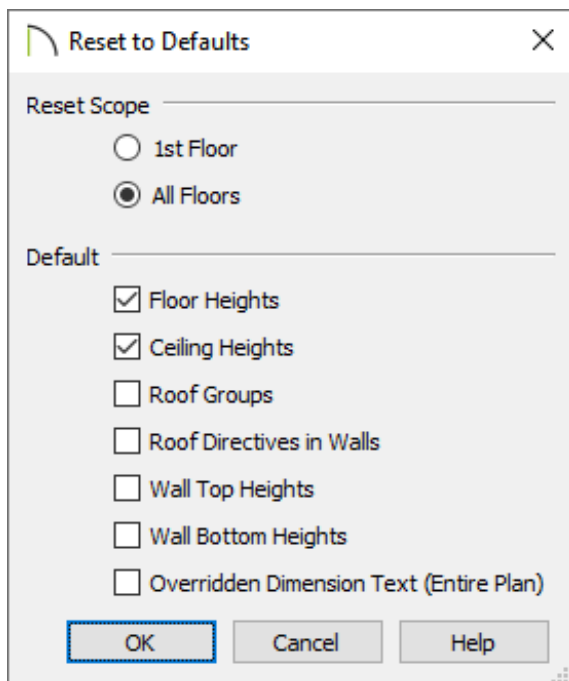 Reset to Defaults
Reset Scope
1st Floor
All Floors
Default
Floor Heights
Ceiling Heights
Roof Groups
Roof Directives in Walls
Wall Top Heights
Wall Bottom Heights
Overridden Dimension Text (Entire Plan)
OK Cancel Help